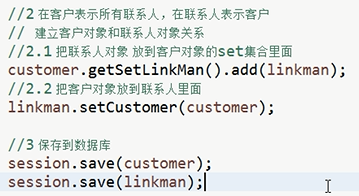 //2 在客户表示所有联系人，在联系人表示客户
// 建立客户对象和联系人对象关系
//2.1 把联系人对象 放到客户对象的set集合里面
customer.getSetLinkMan().add(linkman);
//2.2 把客户对象放到联系人里面
linkman.setCustomer(customer);
//3 保存到数据库
session.save(customer);
session.save(linkman);